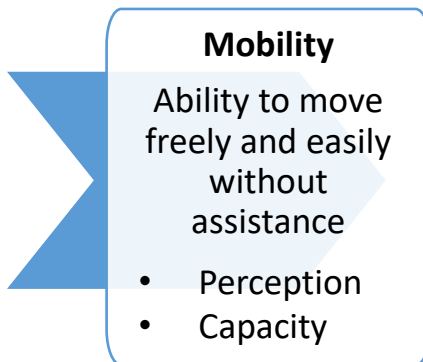 Mobility
Ability to move
freely and easily
without
assistance
• Perception
• Capacity